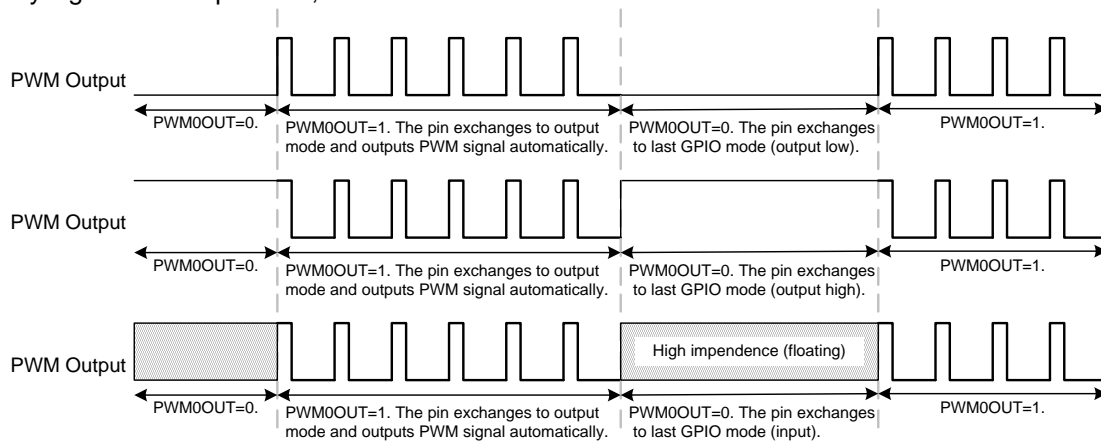 PWM Output
PWM0OUT=0.
PWM0OUT=1. The pin exchanges to output
mode and outputs PWM signal automatically.
PWM0OUT=0. The pin exchanges
to last GPIO mode (output low).
PWM0OUT=1.
PWM Output
PWM0OUT=0.
PWM0OUT=1. The pin exchanges to output
mode and outputs PWM signal automatically.
PWM0OUT=0. The pin exchanges
to last GPIO mode (output high).
PWM0OUT=1.
PWM Output
High impendence (floating)
PWM0OUT=0.
PWM0OUT=1. The pin exchanges to output
mode and outputs PWM signal automatically.
PWM0OUT=0. The pin exchanges
to last GPIO mode (input).
PWM0OUT=1.